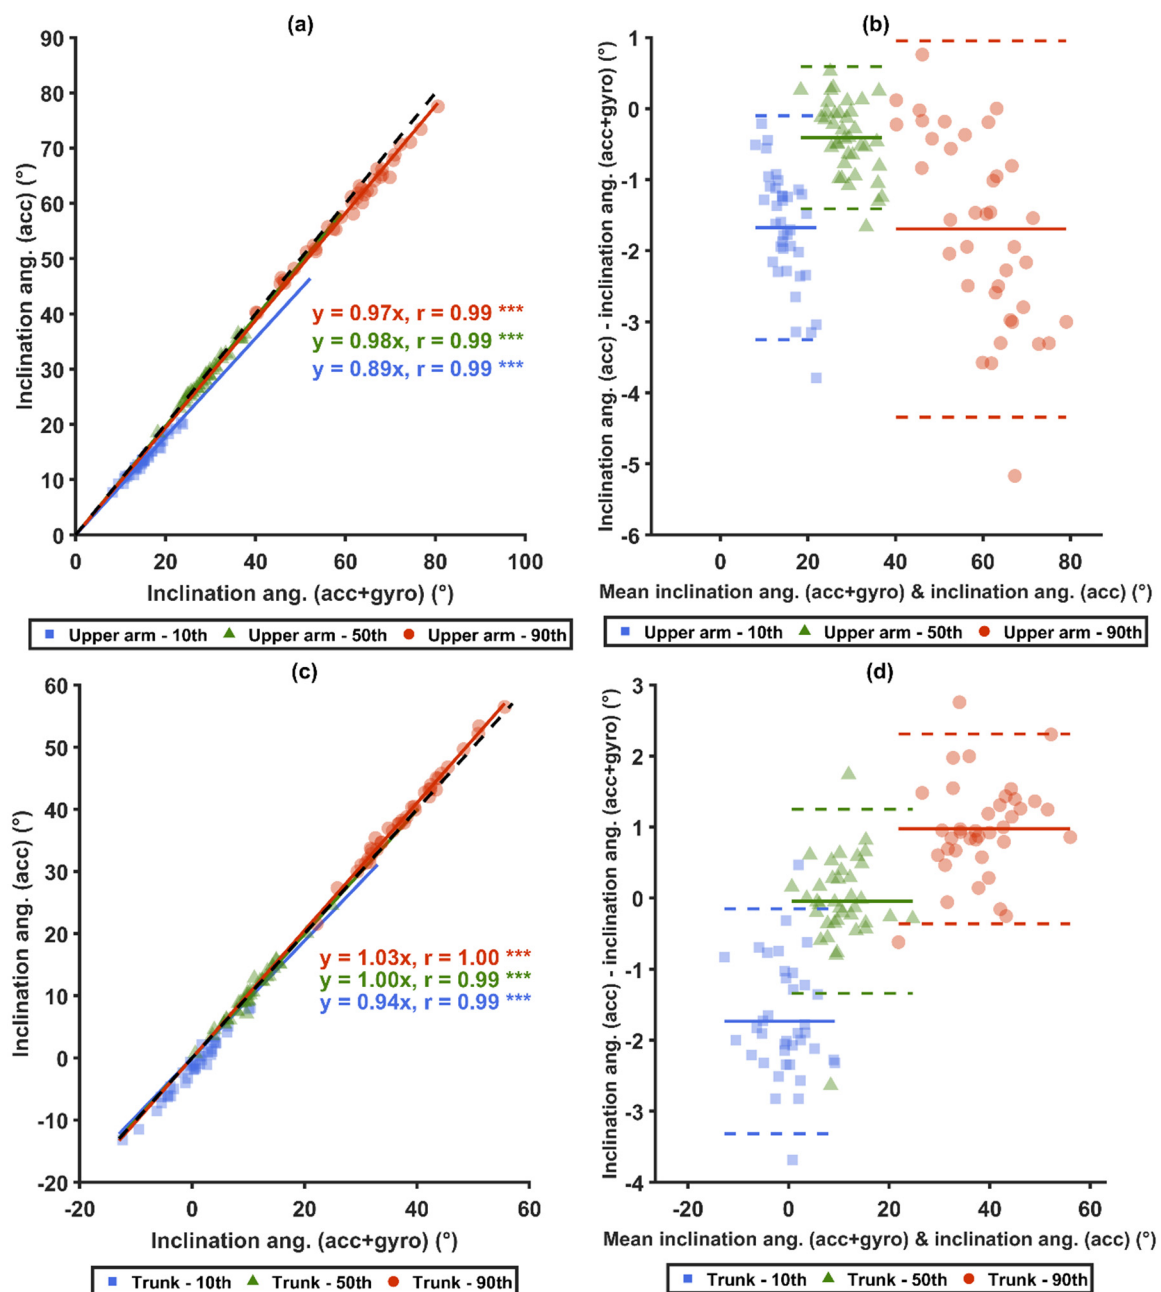 (a)
90
80
70
60
50
40
30
20
10
0
Inclination ang. (acc) (°)
y = 0.97x, r = 0.99 ***
y = 0.98x, r = 0.99 ***
y = 0.89x, r = 0.99 ***
0 20 40 60 80 100
Inclination ang. (acc+gyro) (°)
Upper arm - 10th Upper arm - 50th Upper arm - 90th
(b)
1
0
-1
-2
-3
-4
-5
-6
Inclination ang. (acc) - inclination ang. (acc+gyro) (°)
0 20 40 60 80
Mean inclination ang. (acc+gyro) & inclination ang. (acc) (°)
Upper arm - 10th Upper arm - 50th Upper arm - 90th
(c)
60
50
40
30
20
10
0
-10
-20
Inclination ang. (acc) (°)
y = 1.03x, r = 1.00 ***
y = 1.00x, r = 0.99 ***
y = 0.94x, r = 0.99 ***
-20 0 20 40 60
Inclination ang. (acc+gyro) (°)
Trunk - 10th Trunk - 50th Trunk - 90th
(d)
3
2
1
0
-1
-2
-3
-4
Inclination ang. (acc) - inclination ang. (acc+gyro) (°)
-20 0 20 40 60
Mean inclination ang. (acc+gyro) & inclination ang. (acc) (°)
Trunk - 10th Trunk - 50th Trunk - 90th